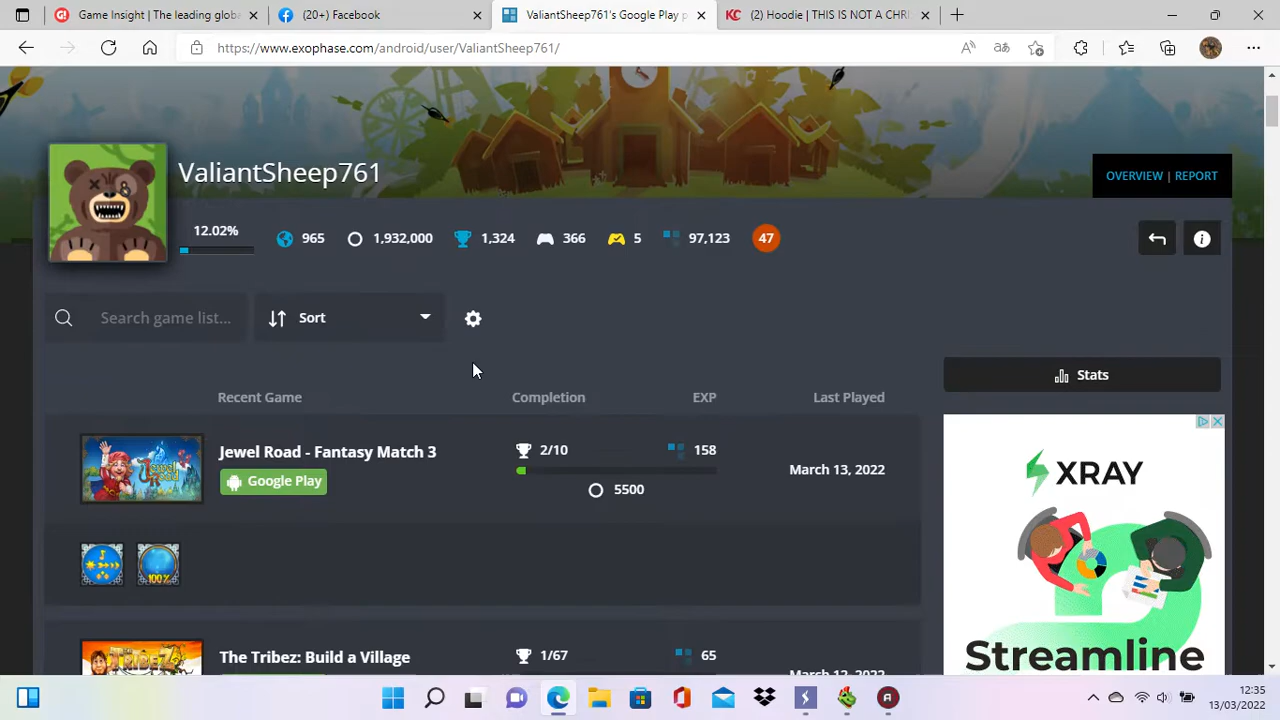 Game Insight | The leading globa
(20+) Facebook
ValiantSheep761's Google Play p
KC (2) Hoodie | THIS IS NOT A CHRI
https://www.exophase.com/android/user/ValiantSheep761/
ValiantSheep761
OVERVIEW | REPORT
12.02%
965
1,932,000
1,324
366
5
97,123
47
Search game list...
Sort
Stats
Recent Game
Completion
EXP
Last Played
Jewel Road - Fantasy Match 3
2/10
158
Google Play
March 13, 2022
5500
XRAY
100%
The Tribez: Build a Village
1/67
65
Streamline
12:35
13/03/2022